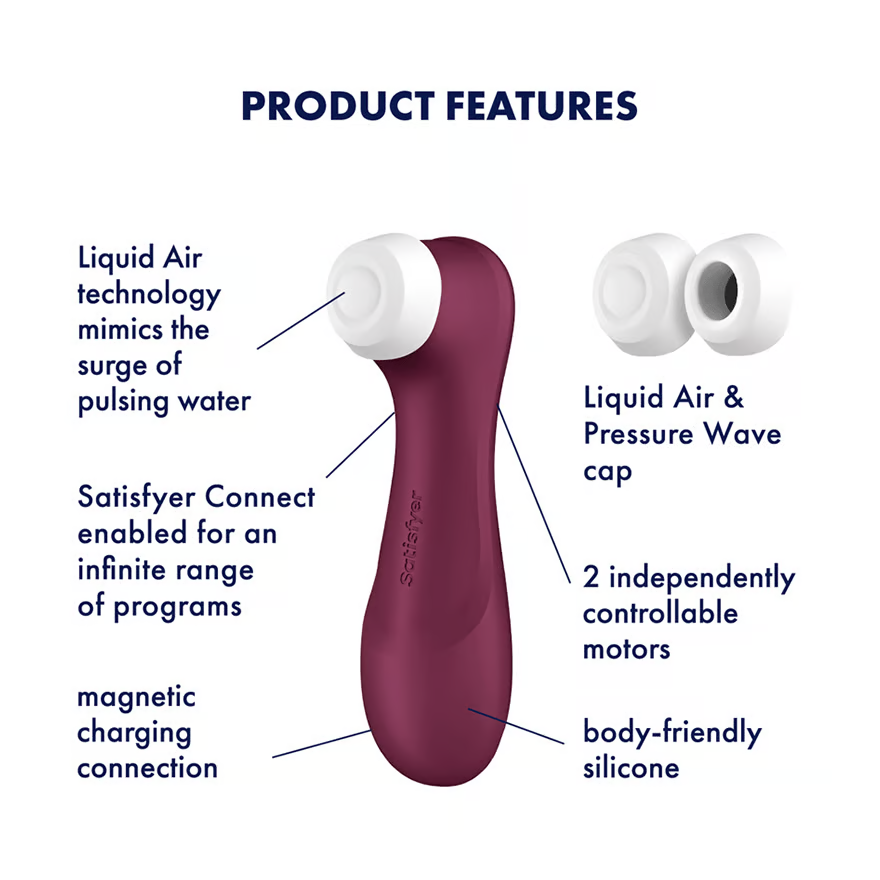 PRODUCT FEATURES
Liquid Air
technology
mimics the
surge of
pulsing water
Satisfyer Connect
enabled for an
infinite range
of programs
magnetic
charging
connection
Satisfyer
Liquid Air &
Pressure Wave
cap
2 independently
controllable
motors
body-friendly
silicone